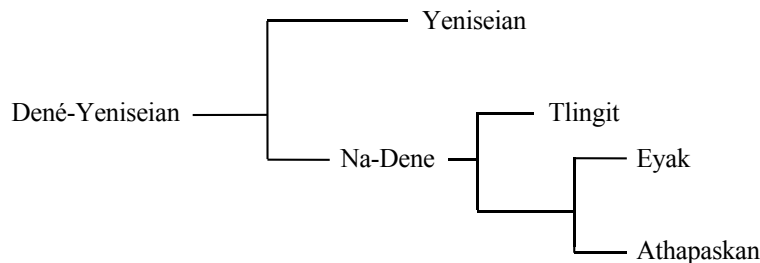 Yeniseian
Dené-Yeniseian
Tlingit
Na-Dene
Eyak
Athapaskan